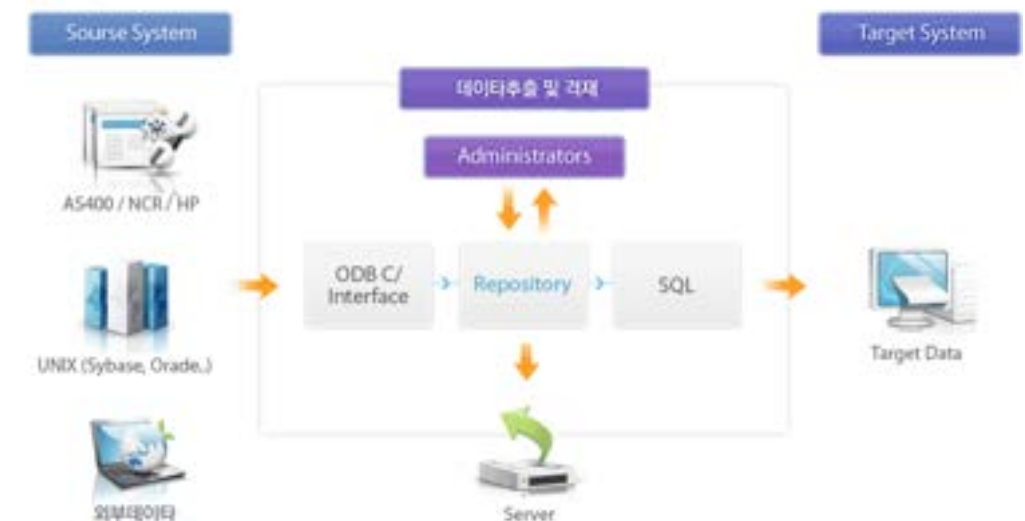 Sourse System
Target System
데이타추출 및 격재
Administrators
AS400 / NCR / HP
ODB C/
Interface
Repository
SQL
UNIX (Sybase, Orade..)
Target Data
외부데이타
Server